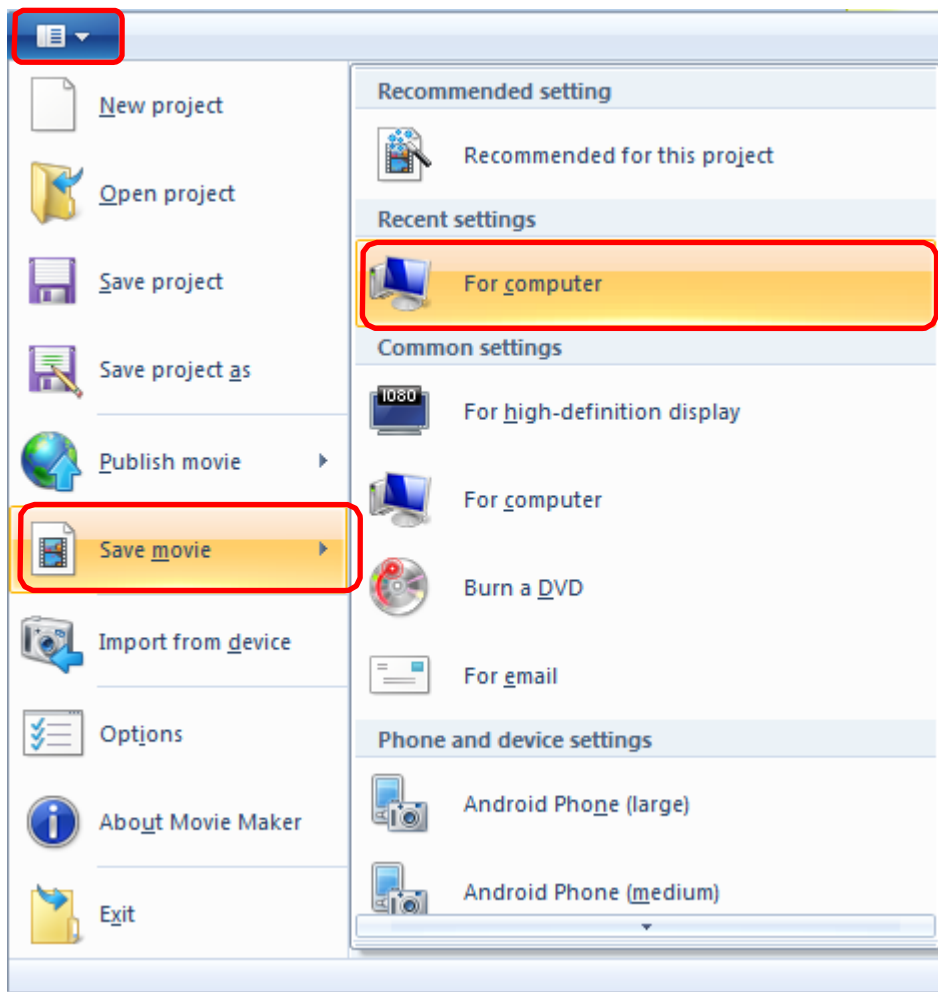 New project
Open project
Save project
Save project as
Publish movie
Save movie
Import from device
Options
About Movie Maker
Exit
Recommended setting
Recommended for this project
Recent settings
For computer
Common settings
1080
For high-definition display
For computer
Burn a DVD
For email
Phone and device settings
Android Phone (large)
Android Phone (medium)